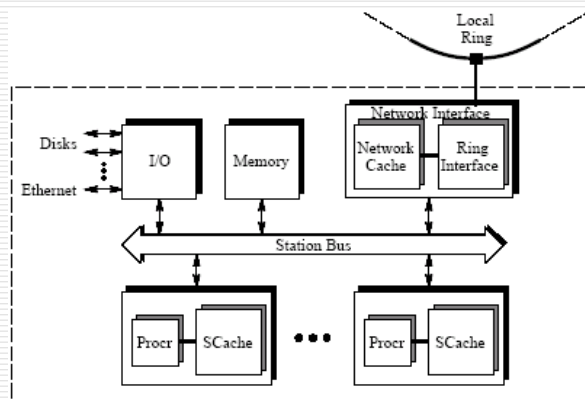 Local
Ring
Network Interface
Disks
Ethernet
I/O
Memory
Network
Cache
Ring
Interface
Station Bus
Procr
SCache
Procr
SCache